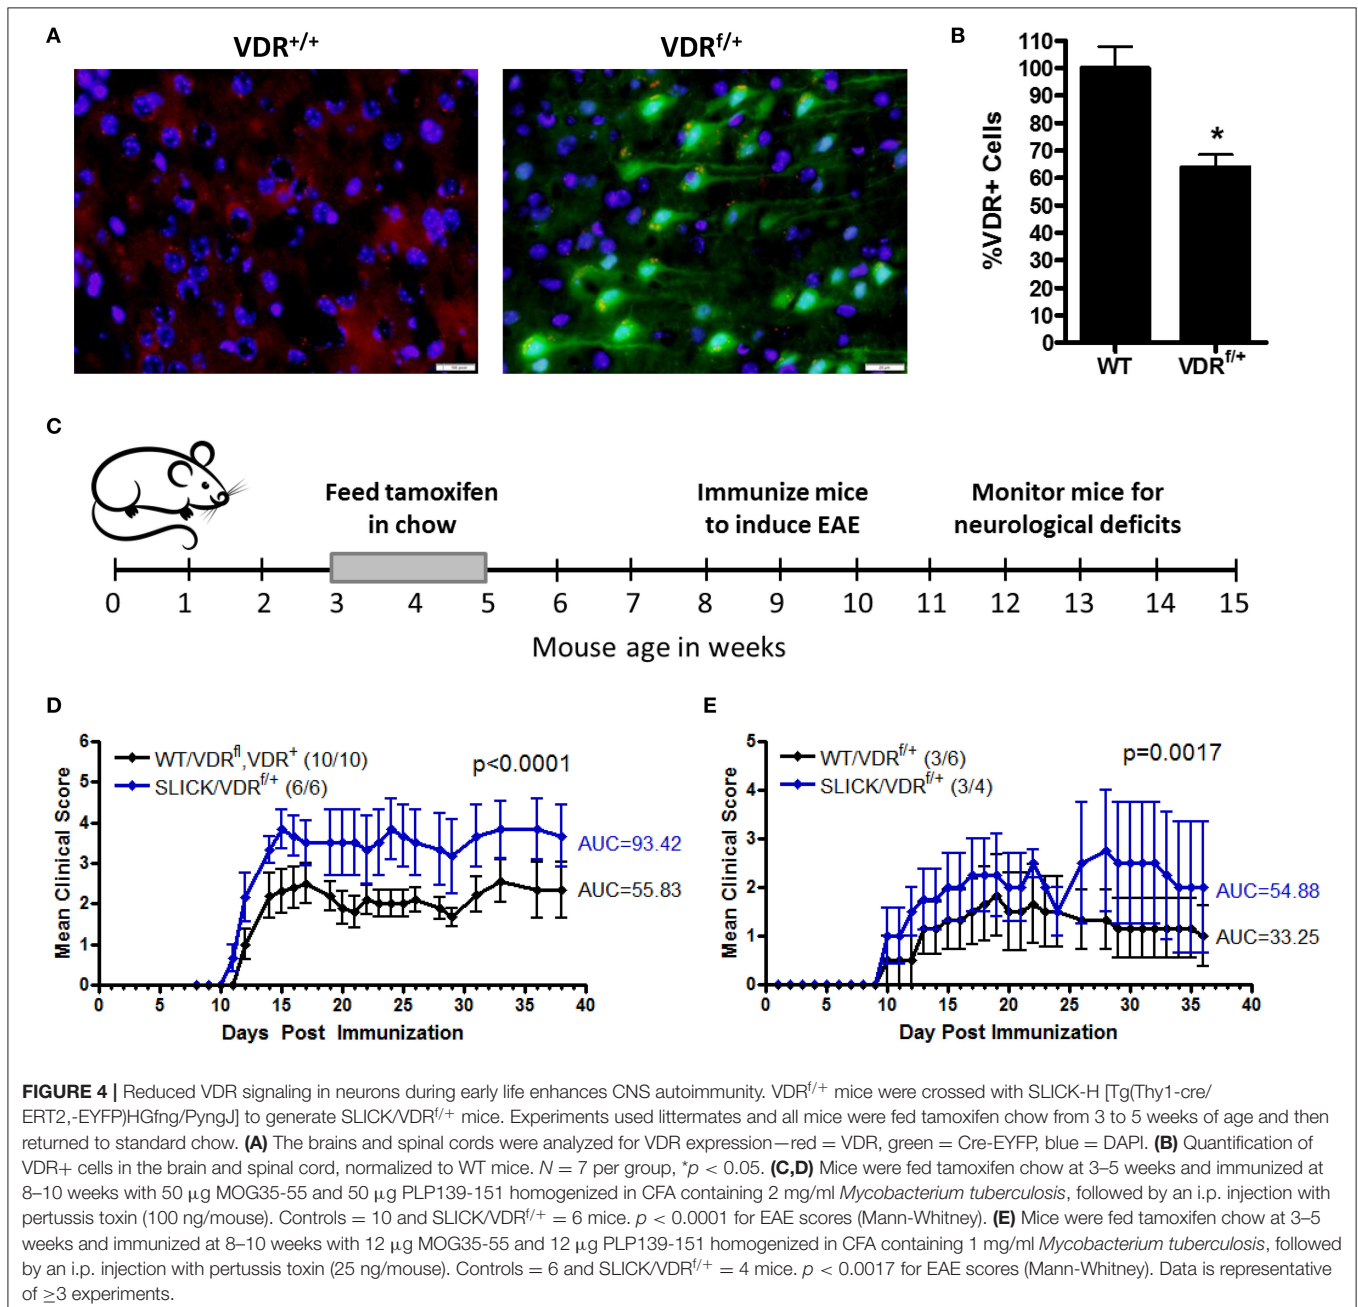 A
VDR+/+
VDRf/+
B
110
100
90
80
70
60
50
40
30
20
10
0
%VDR+ Cells
*
WT
VDRf/+
C
Feed tamoxifen
in chow
Immunize mice
to induce EAE
Monitor mice for
neurological deficits
0 1 2 3 4 5 6 7 8 9 10 11 12 13 14 15
Mouse age in weeks
D
6
5
4
3
2
1
0
Mean Clinical Score
WT/VDRfl,VDR+ (10/10)
SLICK/VDRf/+ (6/6)
p<0.0001
AUC=93.42
AUC=55.83
0 5 10 15 20 25 30 35 40
Days Post Immunization
E
5
4
3
2
1
0
Mean Clinical Score
WT/VDRf/+ (3/6)
SLICK/VDRf/+ (3/4)
p=0.0017
AUC=54.88
AUC=33.25
0 5 10 15 20 25 30 35 40
Day Post Immunization
FIGURE 4 | Reduced VDR signaling in neurons during early life enhances CNS autoimmunity. VDRf/+ mice were crossed with SLICK-H [Tg(Thy1-cre/
ERT2,-EYFP)HGfng/PyngJ] to generate SLICK/VDRf/+ mice. Experiments used littermates and all mice were fed tamoxifen chow from 3 to 5 weeks of age and then
returned to standard chow. (A) The brains and spinal cords were analyzed for VDR expression—red = VDR, green = Cre-EYFP, blue = DAPI. (B) Quantification of
VDR+ cells in the brain and spinal cord, normalized to WT mice. N = 7 per group, *p < 0.05. (C,D) Mice were fed tamoxifen chow at 3–5 weeks and immunized at
8–10 weeks with 50 μg MOG35-55 and 50 μg PLP139-151 homogenized in CFA containing 2 mg/ml Mycobacterium tuberculosis, followed by an i.p. injection with
pertussis toxin (100 ng/mouse). Controls = 10 and SLICK/VDRf/+ = 6 mice. p < 0.0001 for EAE scores (Mann-Whitney). (E) Mice were fed tamoxifen chow at 3–5
weeks and immunized at 8–10 weeks with 12 μg MOG35-55 and 12 μg PLP139-151 homogenized in CFA containing 1 mg/ml Mycobacterium tuberculosis, followed
by an i.p. injection with pertussis toxin (25 ng/mouse). Controls = 6 and SLICK/VDRf/+ = 4 mice. p < 0.0017 for EAE scores (Mann-Whitney). Data is representative
of ≥3 experiments.